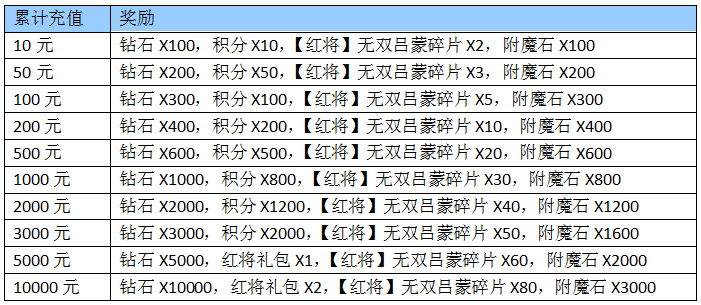 累计充值 奖励
10 元 钻石 X100，积分 X10，【红将】无双吕蒙碎片 X2，附魔石 X100
50 元 钻石 X200，积分 X50，【红将】无双吕蒙碎片 X3，附魔石 X200
100 元 钻石 X300，积分 X100，【红将】无双吕蒙碎片 X5，附魔石 X300
200 元 钻石 X400，积分 X200，【红将】无双吕蒙碎片 X10，附魔石 X400
500 元 钻石 X600，积分 X500，【红将】无双吕蒙碎片 X20，附魔石 X600
1000 元 钻石 X1000，积分 X800，【红将】无双吕蒙碎片 X30，附魔石 X800
2000 元 钻石 X2000，积分 X1200，【红将】无双吕蒙碎片 X40，附魔石 X1200
3000 元 钻石 X3000，积分 X2000，【红将】无双吕蒙碎片 X50，附魔石 X1600
5000 元 钻石 X5000，红将礼包 X1，【红将】无双吕蒙碎片 X60，附魔石 X2000
10000 元 钻石 X10000，红将礼包 X2，【红将】无双吕蒙碎片 X80，附魔石 X3000